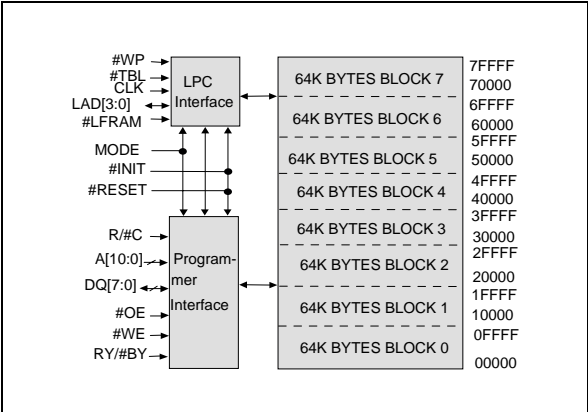 #WP
#TBL
CLK
LAD[3:0]
#LFRAM
MODE
#INIT
#RESET
R/#C
A[10:0]
DQ[7:0]
#OE
#WE
RY/#BY
LPC
Interface
Program-
mer
Interface
64K BYTES BLOCK 7
64K BYTES BLOCK 6
64K BYTES BLOCK 5
64K BYTES BLOCK 4
64K BYTES BLOCK 3
64K BYTES BLOCK 2
64K BYTES BLOCK 1
64K BYTES BLOCK 0
7FFFF
70000
6FFFF
60000
5FFFF
50000
4FFFF
40000
3FFFF
30000
2FFFF
20000
1FFFF
10000
0FFFF
00000